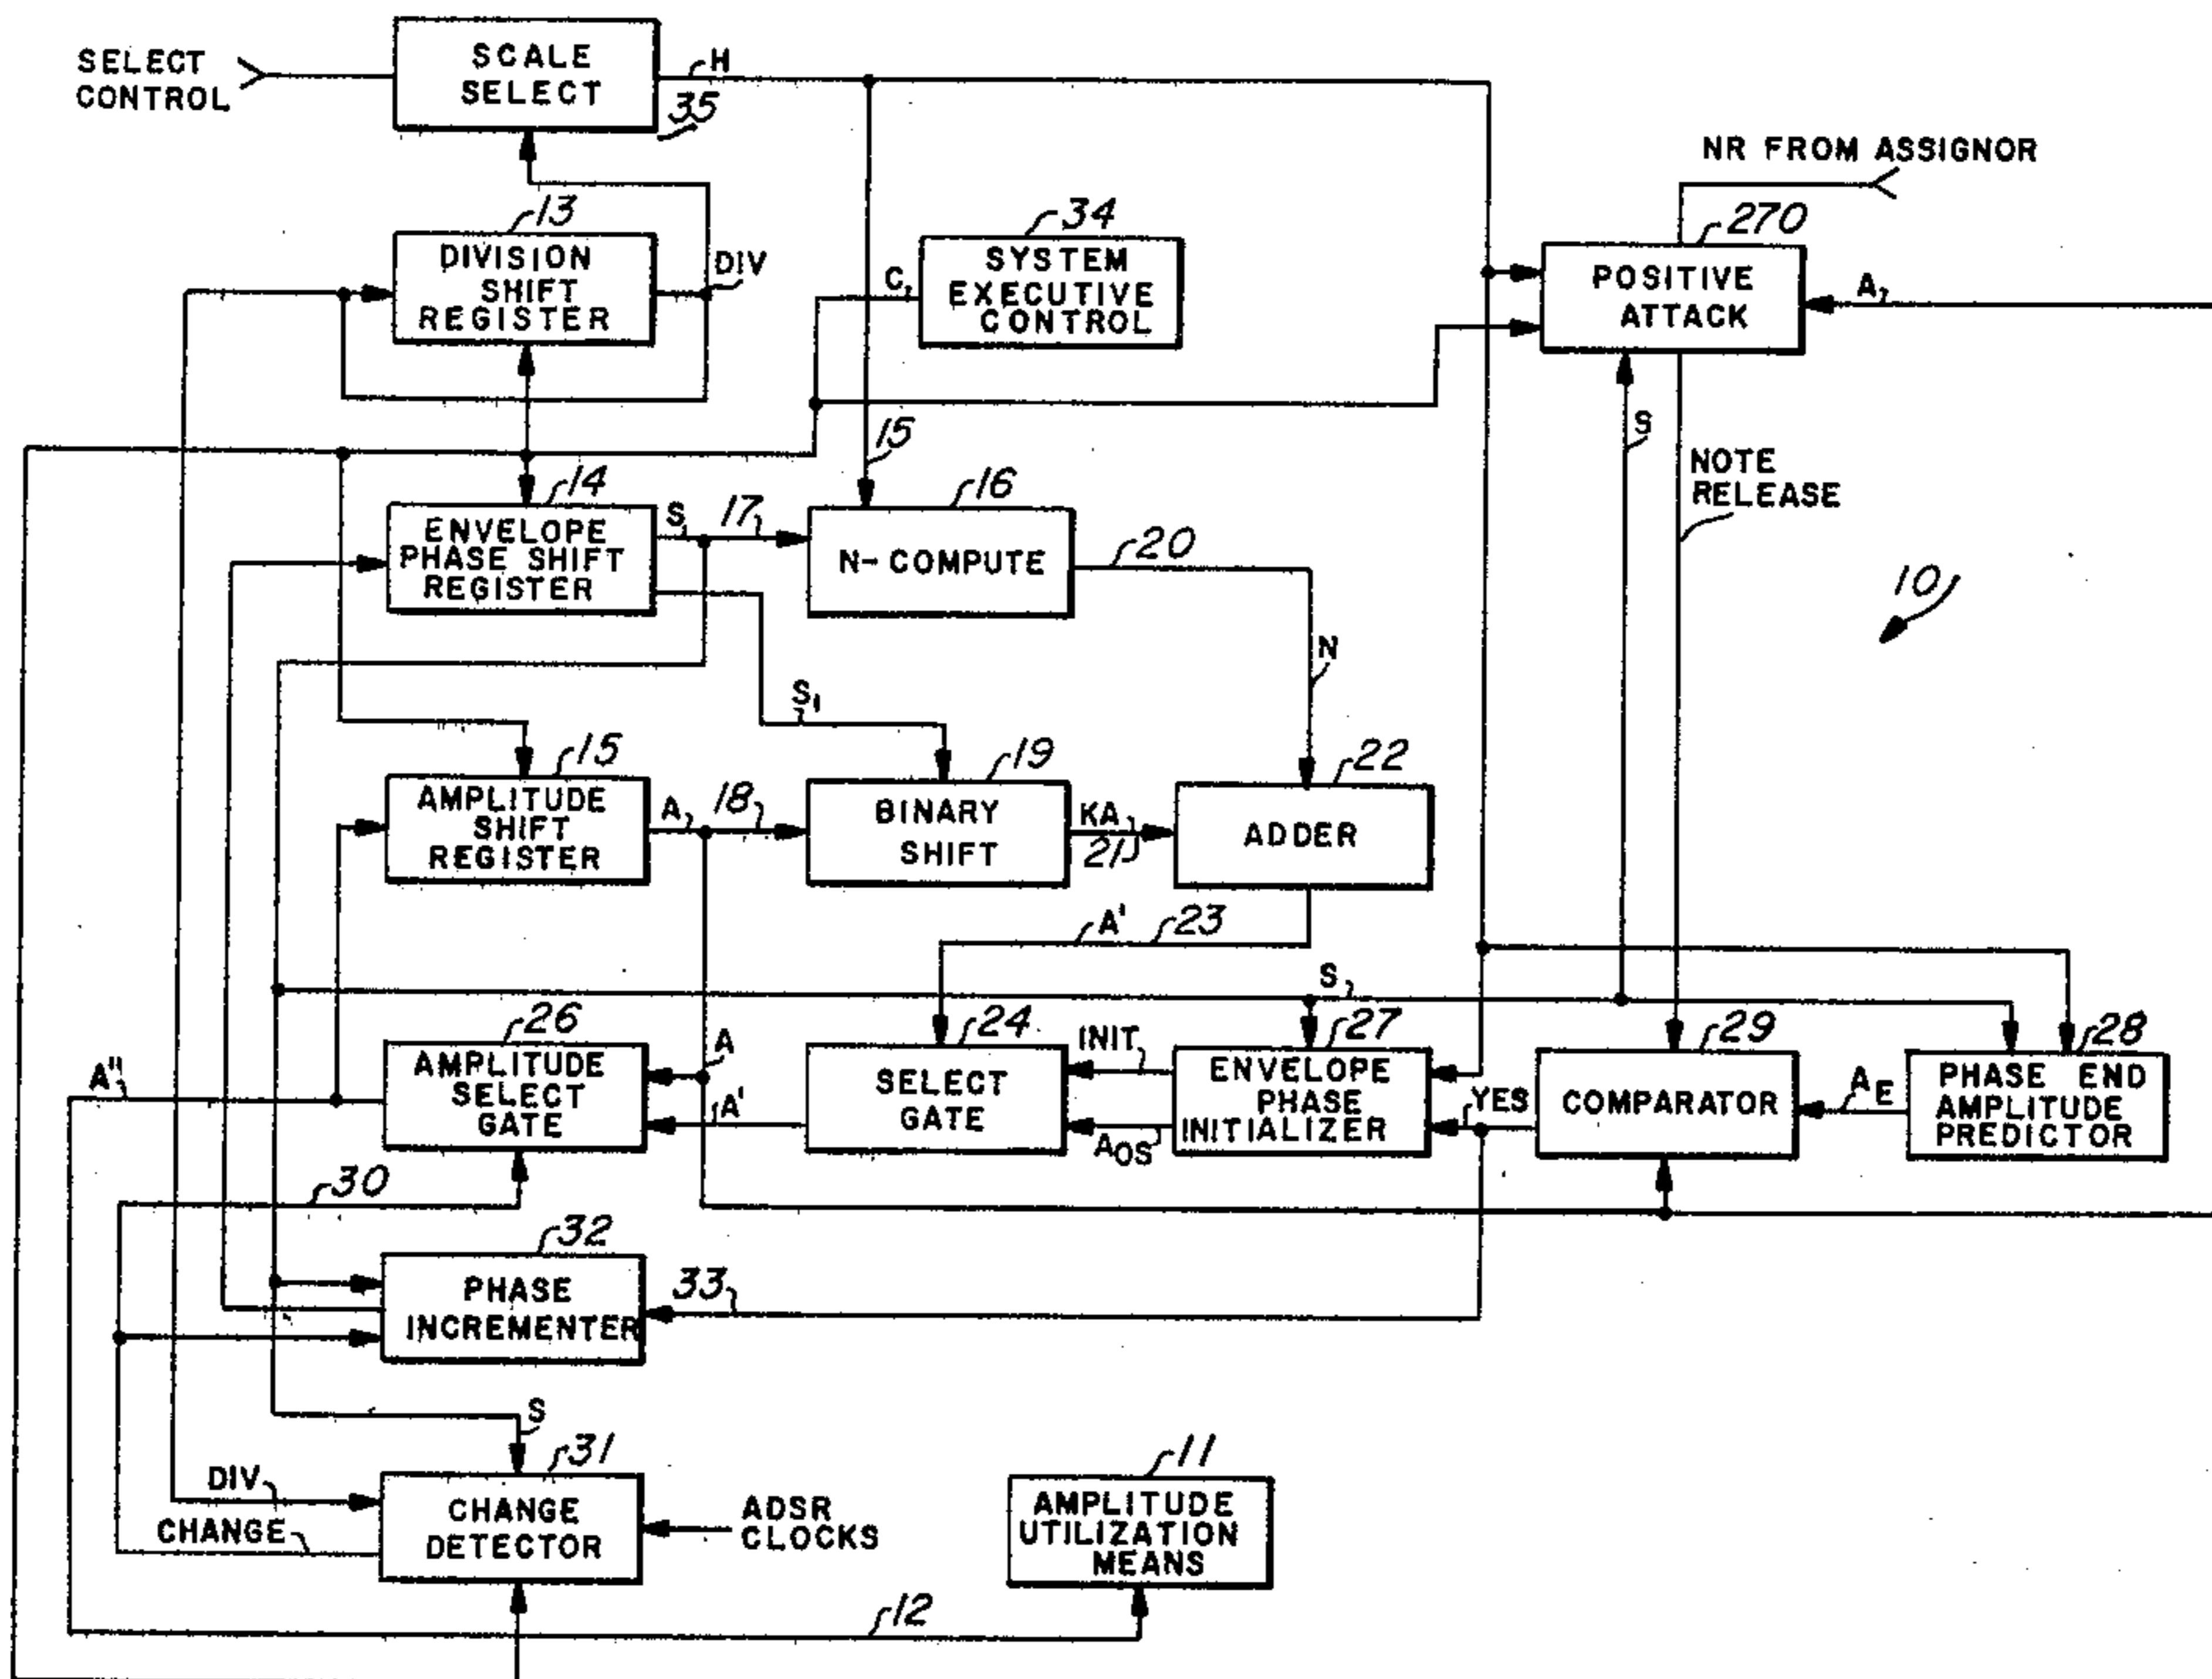 SELECT
CONTROL
SCALE
SELECT
35
H
NR FROM ASSIGNOR
13
DIVISION
SHIFT
REGISTER
DIV
34
SYSTEM
EXECUTIVE
CONTROL
C
270
POSITIVE
ATTACK
A
S
NOTE
RELEASE
15
14
ENVELOPE
PHASE SHIFT
REGISTER
S
17
16
N-COMPUTE
20
N
10
S1
15
AMPLITUDE
SHIFT
REGISTER
A
18
19
BINARY
SHIFT
KA
21
22
ADDER
A'
23
S
26
AMPLITUDE
SELECT
GATE
A"
A
A'
24
SELECT
GATE
INIT
AOS
27
ENVELOPE
PHASE
INITIALIZER
YES
29
COMPARATOR
AE
28
PHASE END
AMPLITUDE
PREDICTOR
30
32
PHASE
INCREMENTER
33
S
31
CHANGE
DETECTOR
DIV
CHANGE
ADSR
CLOCKS
11
AMPLITUDE
UTILIZATION
MEANS
12